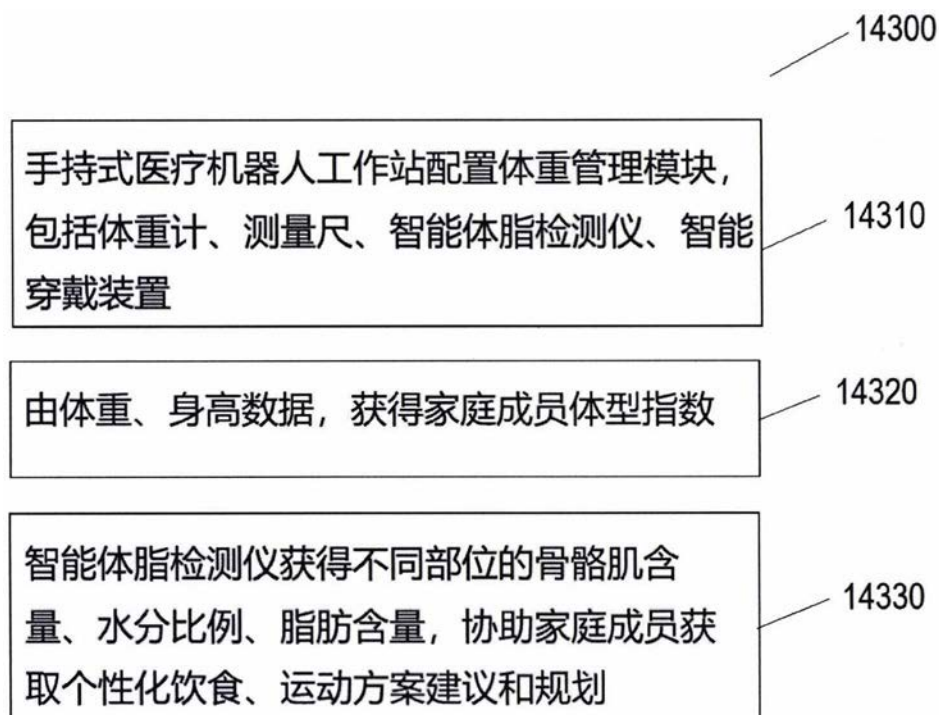 14300
手持式医疗机器人工作站配置体重管理模块，
包括体重计、测量尺、智能体脂检测仪、智能
穿戴装置
14310
由体重、身高数据，获得家庭成员体型指数
14320
智能体脂检测仪获得不同部位的骨骼肌含
量、水分比例、脂肪含量，协助家庭成员获
取个性化饮食、运动方案建议和规划
14330